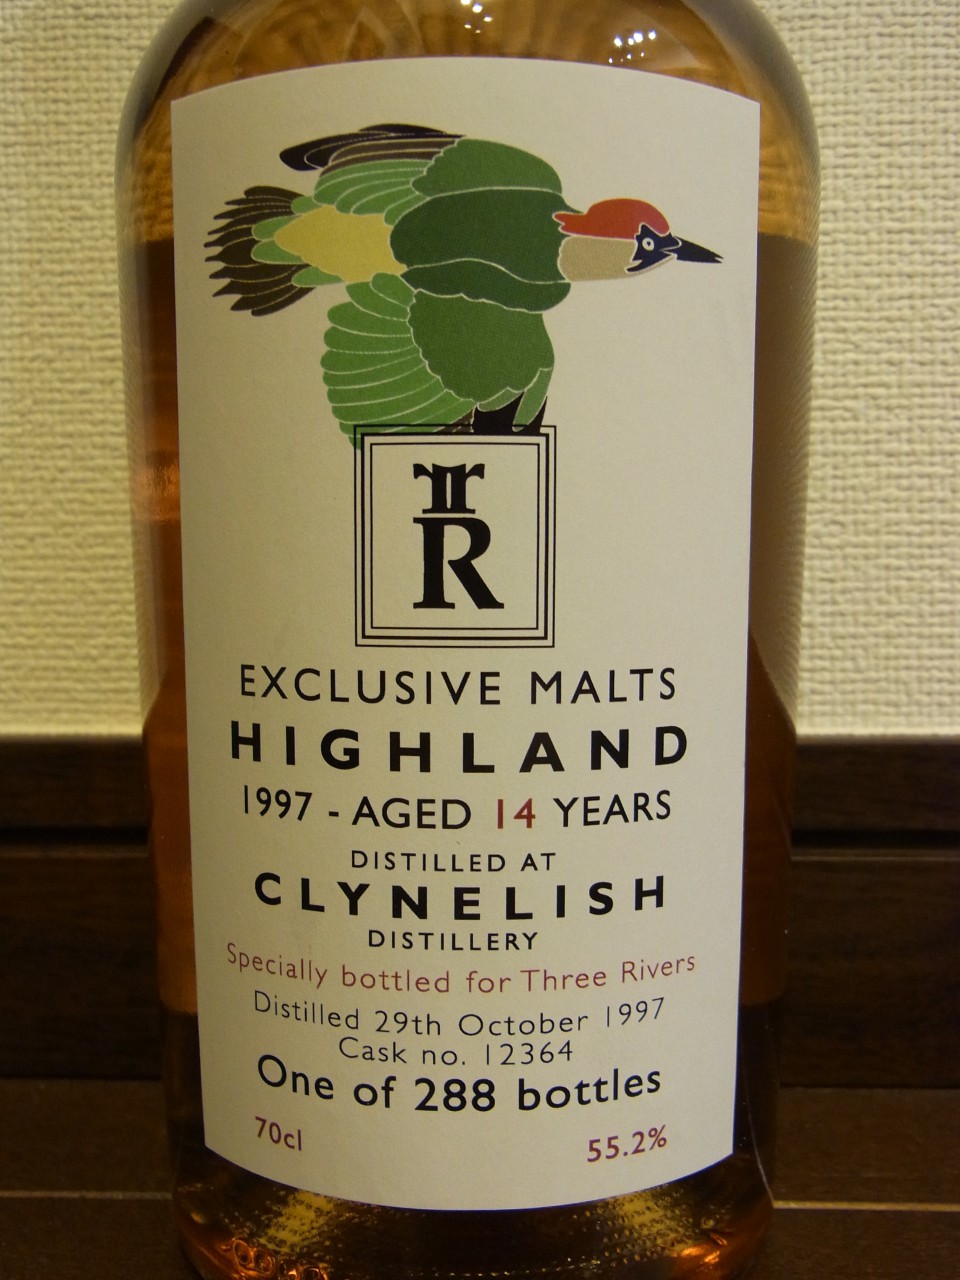 R
EXCLUSIVE MALTS
HIGHLAND
1997 - AGED 14 YEARS
DISTILLED AT
CLYNELISH
DISTILLERY
Specially bottled for Three Rivers
Distilled 29th October 1997
Cask no. 12364
One of 288 bottles
70cl 55.2%